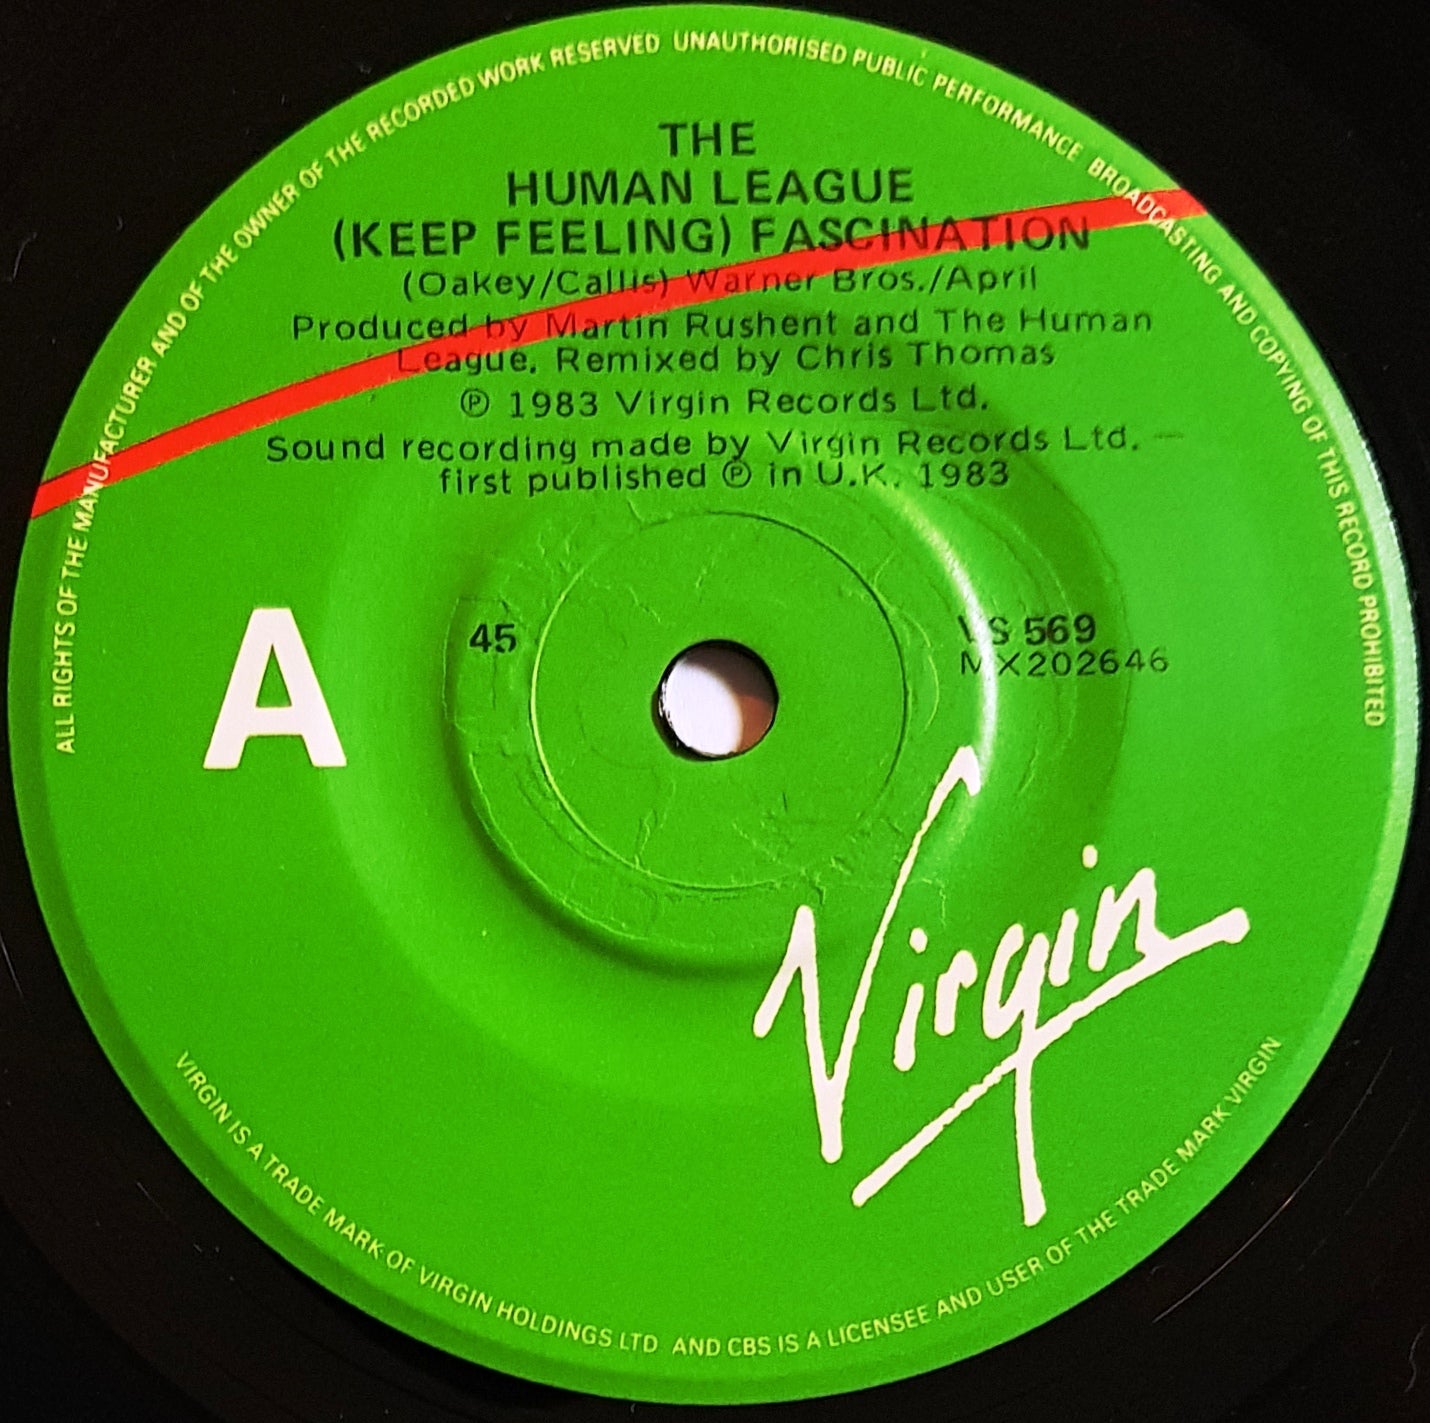 ALL RIGHTS OF THE MANUFACTURER AND OF THE OWNER OF THE RECORDED WORK RESERVED UNAUTHORISED PUBLIC PERFORMANCE BROADCASTING AND COPYING OF THIS RECORD PROHIBITED
THE
HUMAN LEAGUE
(KEEP FEELING) FASCINATION
(Oakey/Callis) Warner Bros./April
Produced by Martin Rushent and The Human
League. Remixed by Chris Thomas
℗ 1983 Virgin Records Ltd.
Sound recording made by Virgin Records Ltd. —
first published ℗ in U.K. 1983
45
VS 569
MX202646
A
Virgin
VIRGIN IS A TRADE MARK OF VIRGIN HOLDINGS LTD AND CBS IS A LICENSEE AND USER OF THE TRADE MARK VIRGIN